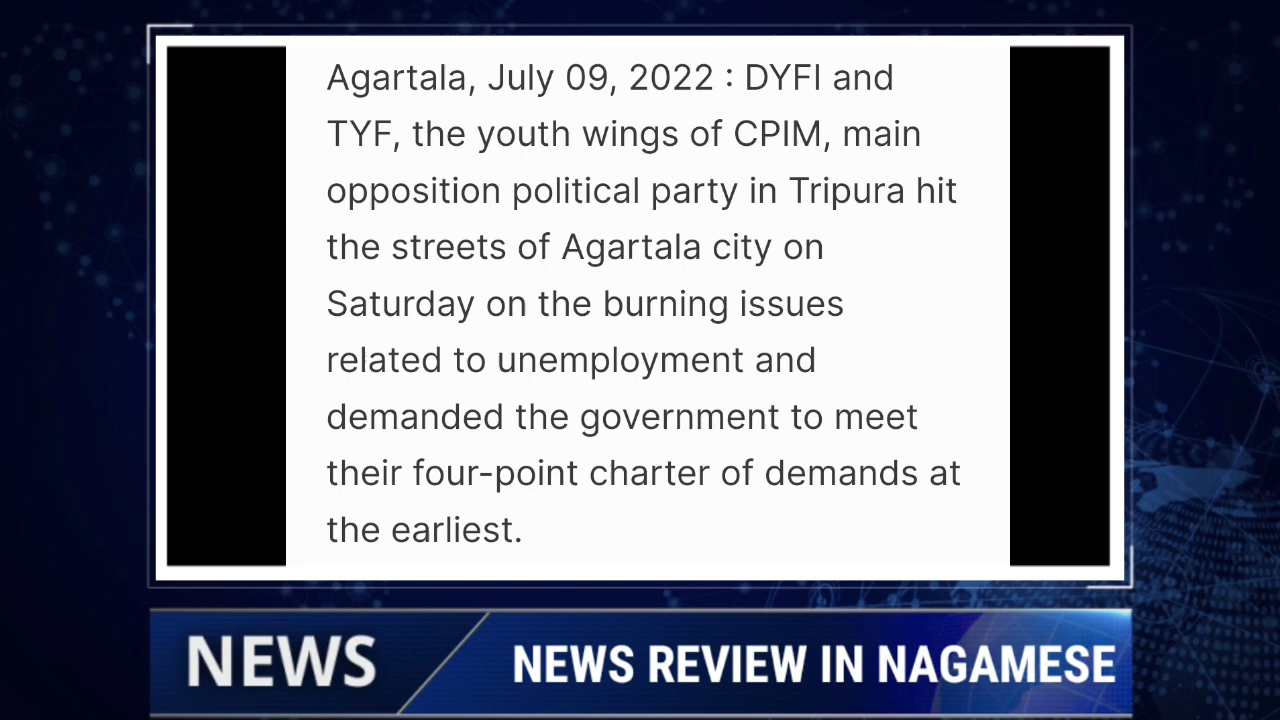 Agartala, July 09, 2022 : DYFI and
TYF, the youth wings of CPIM, main
opposition political party in Tripura hit
the streets of Agartala city on
Saturday on the burning issues
related to unemployment and
demanded the government to meet
their four-point charter of demands at
the earliest.
NEWS
NEWS REVIEW IN NAGAMESE